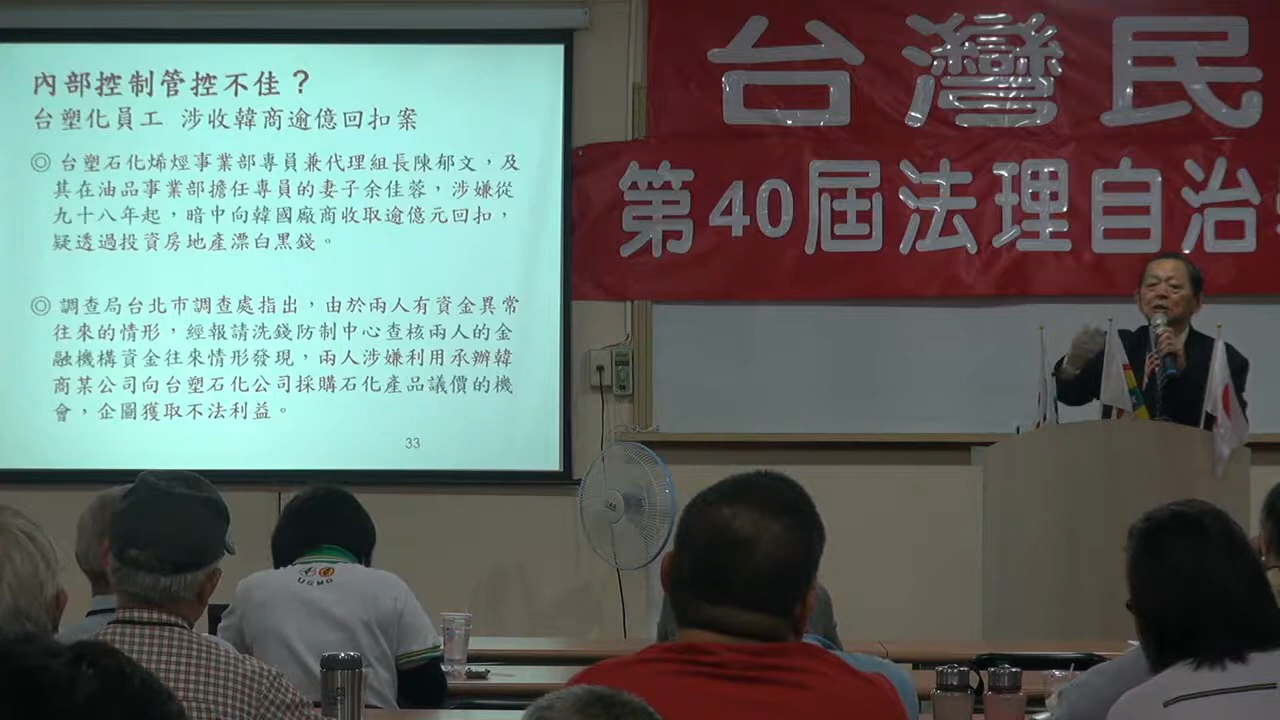 內部控制管控不佳？
台塑化員工 涉收韓商逾億回扣案
◎ 台塑石化烯烴事業部專員兼代理組長陳郁文，及
其在油品事業部擔任專員的妻子余佳蓉，涉嫌從
九十八年起，暗中向韓國廠商收取逾億元回扣，
疑透過投資房地產漂白黑錢。
◎ 調查局台北市調查處指出，由於兩人有資金異常
往來的情形，經報請洗錢防制中心查核兩人的金
融機構資金往來情形發現，兩人涉嫌利用承辦韓
商某公司向台塑石化公司採購石化產品議價的機
會，企圖獲取不法利益。
33
台灣民
第40屆法理自治
USMG